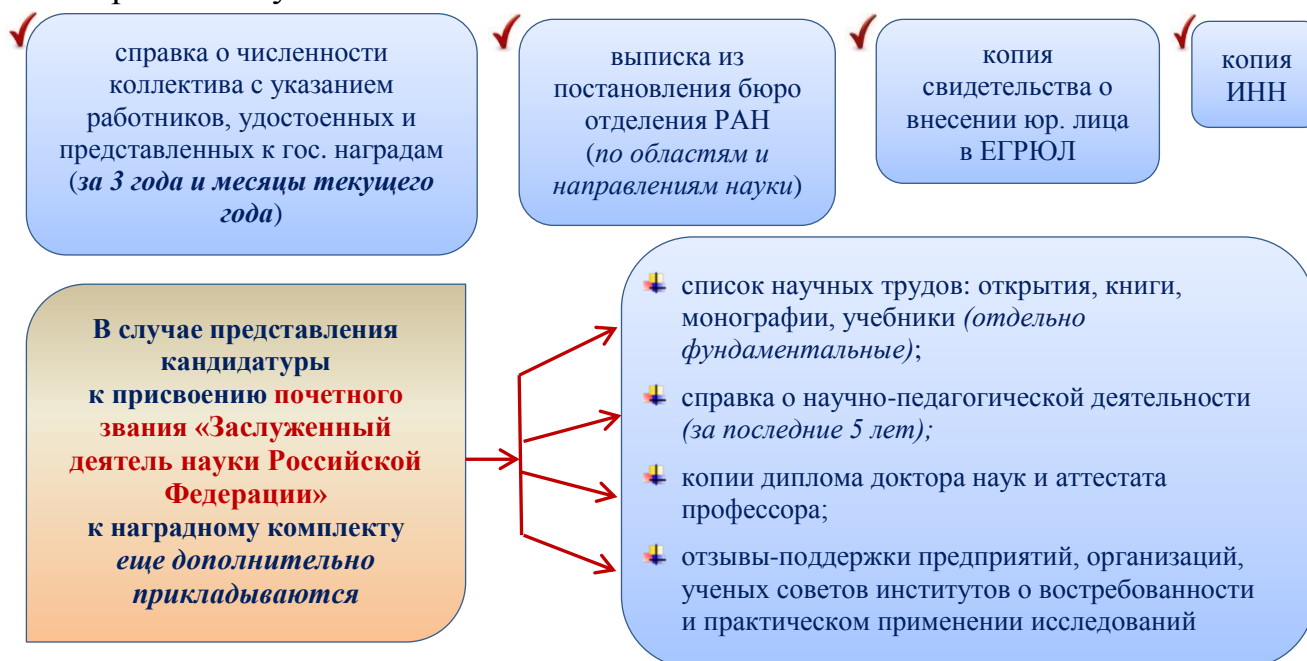 справка о численности
коллектива с указанием
работников, удостоенных и
представленных к гос. наградам
(за 3 года и месяцы текущего
года)
выписка из
постановления бюро
отделения РАН
(по областям и
направлениям науки)
копия
свидетельства о
внесении юр. лица
в ЕГРЮЛ
копия
ИНН
В случае представления
кандидатуры
к присвоению почетного
звания «Заслуженный
деятель науки Российской
Федерации»
к наградному комплекту
еще дополнительно
прикладываются
список научных трудов: открытия, книги,
монографии, учебники (отдельно
фундаментальные);
справка о научно-педагогической деятельности
(за последние 5 лет);
копии диплома доктора наук и аттестата
профессора;
отзывы-поддержки предприятий, организаций,
ученых советов институтов о востребованности
и практическом применении исследований